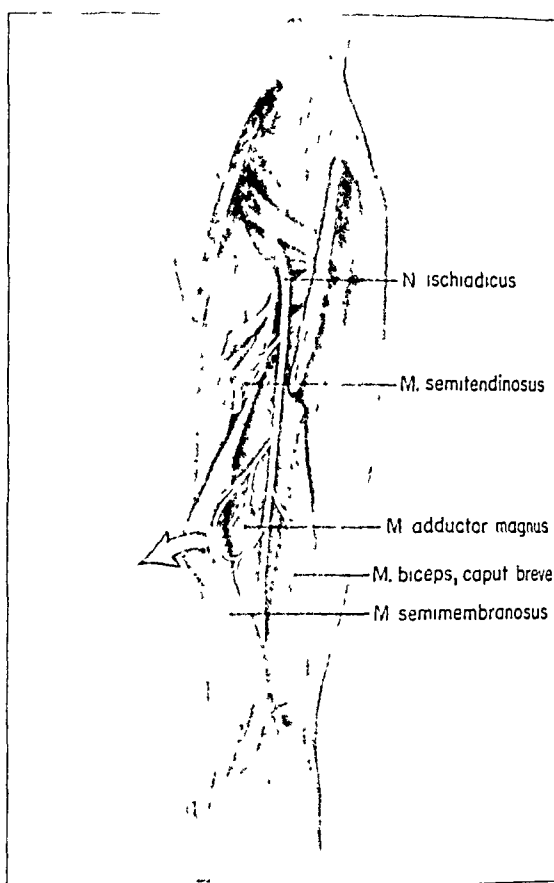 N ischiadicus
M. semitendinosus
M adductor magnus
M. biceps, caput breve
M semimembranosus